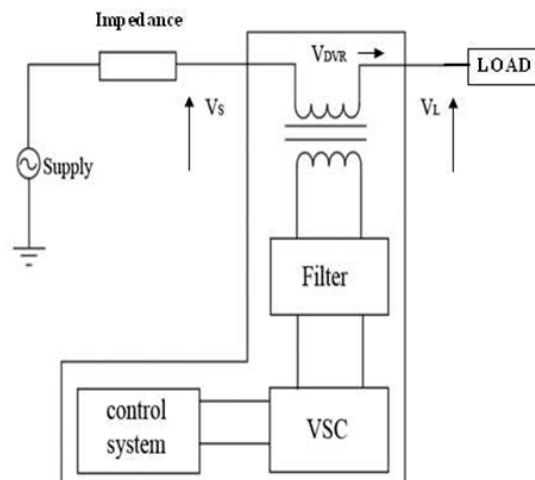 Impedance
VDVR
LOAD
VS
VL
Supply
Filter
control
system
VSC